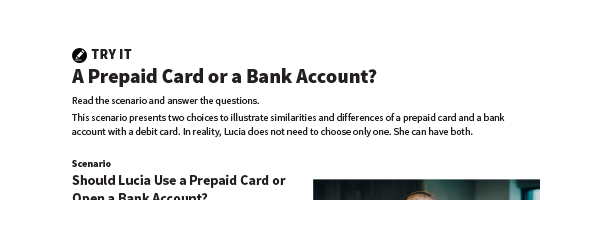 TRY IT
A Prepaid Card or a Bank Account?
Read the scenario and answer the questions.
This scenario presents two choices to illustrate similarities and differences of a prepaid card and a bank
account with a debit card. In reality, Lucia does not need to choose only one. She can have both.
Scenario
Should Lucia Use a Prepaid Card or
Open a Bank Account?